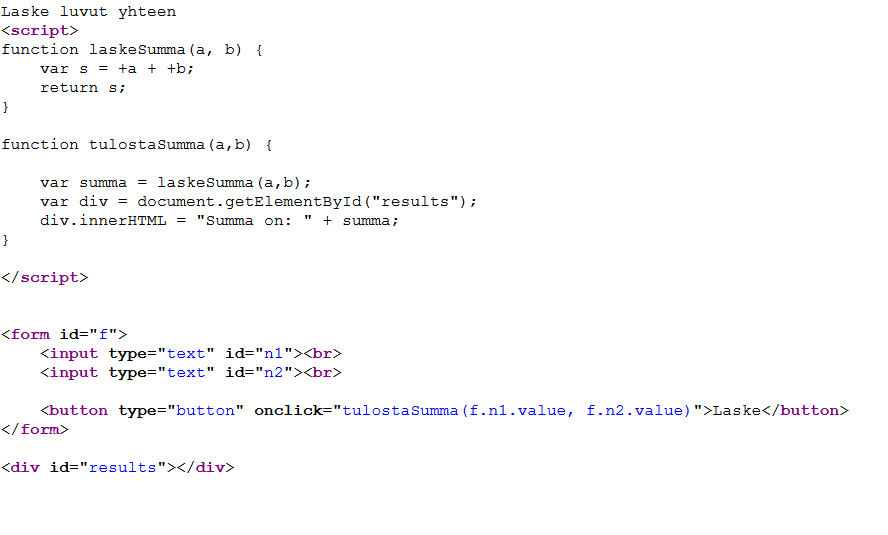 Laske luvut yhteen
<script>
function laskeSumma(a, b) {
    var s = +a + +b;
    return s;
}

function tulostaSumma(a,b) {

    var summa = laskeSumma(a,b);
    var div = document.getElementById("results");
    div.innerHTML = "Summa on: " + summa;
}

</script>


<form id="f">
    <input type="text" id="n1"><br>
    <input type="text" id="n2"><br>

    <button type="button" onclick="tulostaSumma(f.n1.value, f.n2.value)">Laske</button>
</form>

<div id="results"></div>